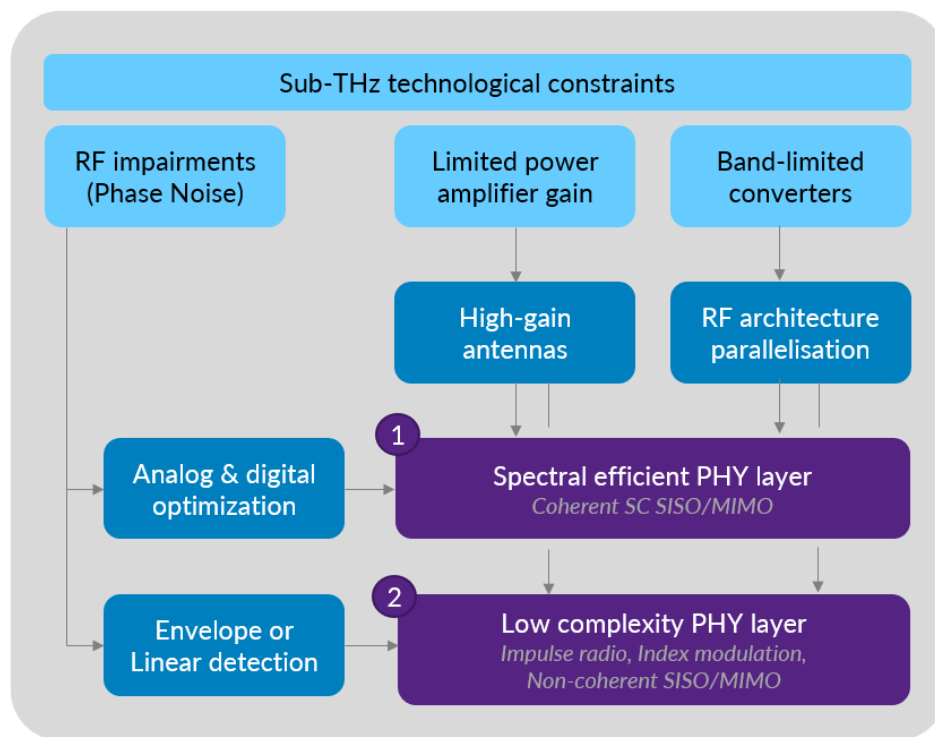 Sub-THz technological constraints
RF impairments
(Phase Noise)
Limited power
amplifier gain
Band-limited
converters
High-gain
antennas
RF architecture
parallelisation
1
Analog & digital
optimization
Spectral efficient PHY layer
Coherent SC SISO/MIMO
2
Envelope or
Linear detection
Low complexity PHY layer
Impulse radio, Index modulation,
Non-coherent SISO/MIMO